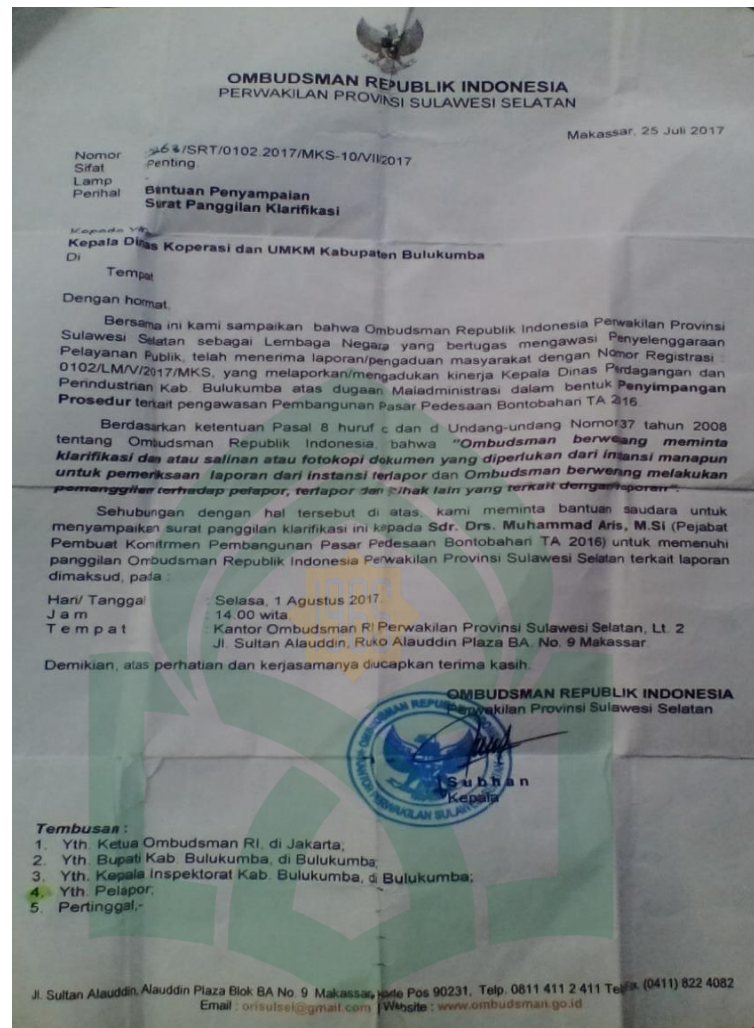 OMBUDSMAN REPUBLIK INDONESIA
PERWAKILAN PROVINSI SULAWESI SELATAN
Makassar, 25 Juli 2017
Nomor /SRT/0102.2017/MKS-10/VII/2017
Sifat Penting
Lamp -
Perihal Bantuan Penyampaian
Surat Panggilan Klarifikasi
Kepada Yth.
Kepala Dinas Koperasi dan UMKM Kabupaten Bulukumba
Di
Tempat
Dengan hormat,
Bersama ini kami sampaikan bahwa Ombudsman Republik Indonesia Perwakilan Provinsi
Sulawesi Selatan sebagai Lembaga Negara yang bertugas mengawasi Penyelenggaraan
Pelayanan Publik, telah menerima laporan/pengaduan masyarakat dengan Nomor Registrasi :
0102/LM/V/2017/MKS, yang melaporkan/mengadukan kinerja Kepala Dinas Perdagangan dan
Perindustrian Kab. Bulukumba atas dugaan Maladministrasi dalam bentuk Penyimpangan
Prosedur terkait pengawasan Pembangunan Pasar Pedesaan Bontobahari TA 216.
Berdasarkan ketentuan Pasal 8 huruf c dan d Undang-undang Nomor37 tahun 2008
tentang Ombudsman Republik Indonesia, bahwa "Ombudsman berweang meminta
klarifikasi dan atau salinan atau fotokopi dokumen yang diperlukan dari intansi manapun
untuk pemeriksaan laporan dari instansi terlapor dan Ombudsman berwenng melakukan
pemanggilan terhadap pelapor, terlapor dan pihak lain yang terkait dengan laporan".
Sehubungan dengan hal tersebut di atas, kami meminta bantuan saudara untuk
menyampaikan surat panggilan klarifikasi ini kepada Sdr. Drs. Muhammad Aris, M.Si (Pejabat
Pembuat Komitrmen Pembangunan Pasar Pedesaan Bontobahari TA 2016) untuk memenuhi
panggilan Ombudsman Republik Indonesia Perwakilan Provinsi Sulawesi Selatan terkait laporan
dimaksud, pada :
Hari/ Tanggal : Selasa, 1 Agustus 2017
J a m : 14.00 wita
T e m p a t : Kantor Ombudsman RI Perwakilan Provinsi Sulawesi Selatan, Lt. 2
Jl. Sultan Alauddin, Ruko Alauddin Plaza BA. No. 9 Makassar
Demikian, atas perhatian dan kerjasamanya diucapkan terima kasih.
OMBUDSMAN REPUBLIK INDONESIA
Perwakilan Provinsi Sulawesi Selatan
S u b h a n
Kepala
Tembusan :
1. Yth. Ketua Ombudsman RI, di Jakarta;
2. Yth. Bupati Kab. Bulukumba, di Bulukumba;
3. Yth. Kepala Inspektorat Kab. Bulukumba, di Bulukumba;
4. Yth. Pelapor;
5. Pertinggal,-
Jl. Sultan Alauddin, Alauddin Plaza Blok BA No. 9 Makassar, Kode Pos 90231, Telp. 0811 411 2 411 (0411) 822 4082
Email : orisulsel@gmail.com Website : www.ombudsman.go.id